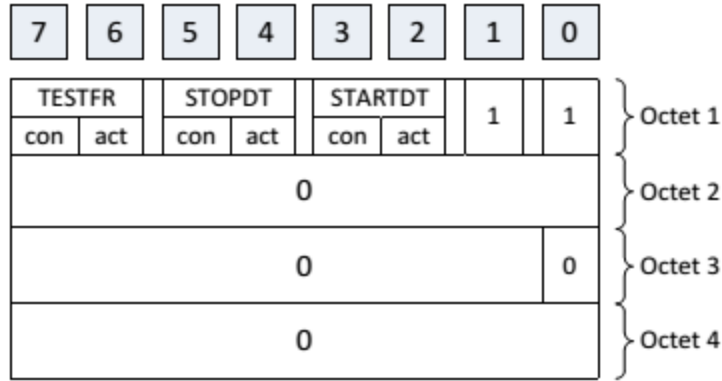 7 6 5 4 3 2 1 0
TESTFR STOPDT STARTDT 1 1 Octet 1
con act con act con act
0 Octet 2
0 0 Octet 3
0 Octet 4